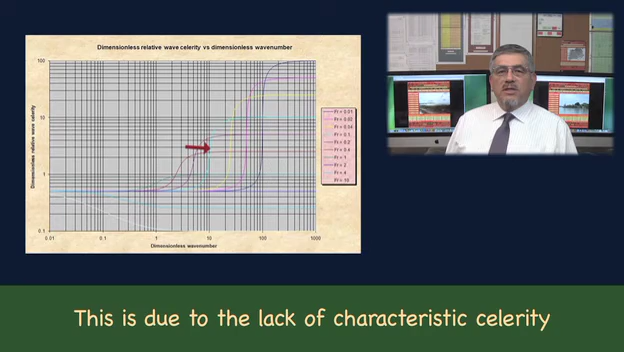 Dimensionless relative wave celerity vs dimensionless wavenumber
Dimensionless relative wave celerity
100
10
1
0.1
0.01
0.1
1
10
100
1000
Dimensionless wavenumber
Fr = 0.01
Fr = 0.02
Fr = 0.04
Fr = 0.1
Fr = 0.2
Fr = 0.4
Fr = 1
Fr = 2
Fr = 4
Fr = 10
This is due to the lack of characteristic celerity